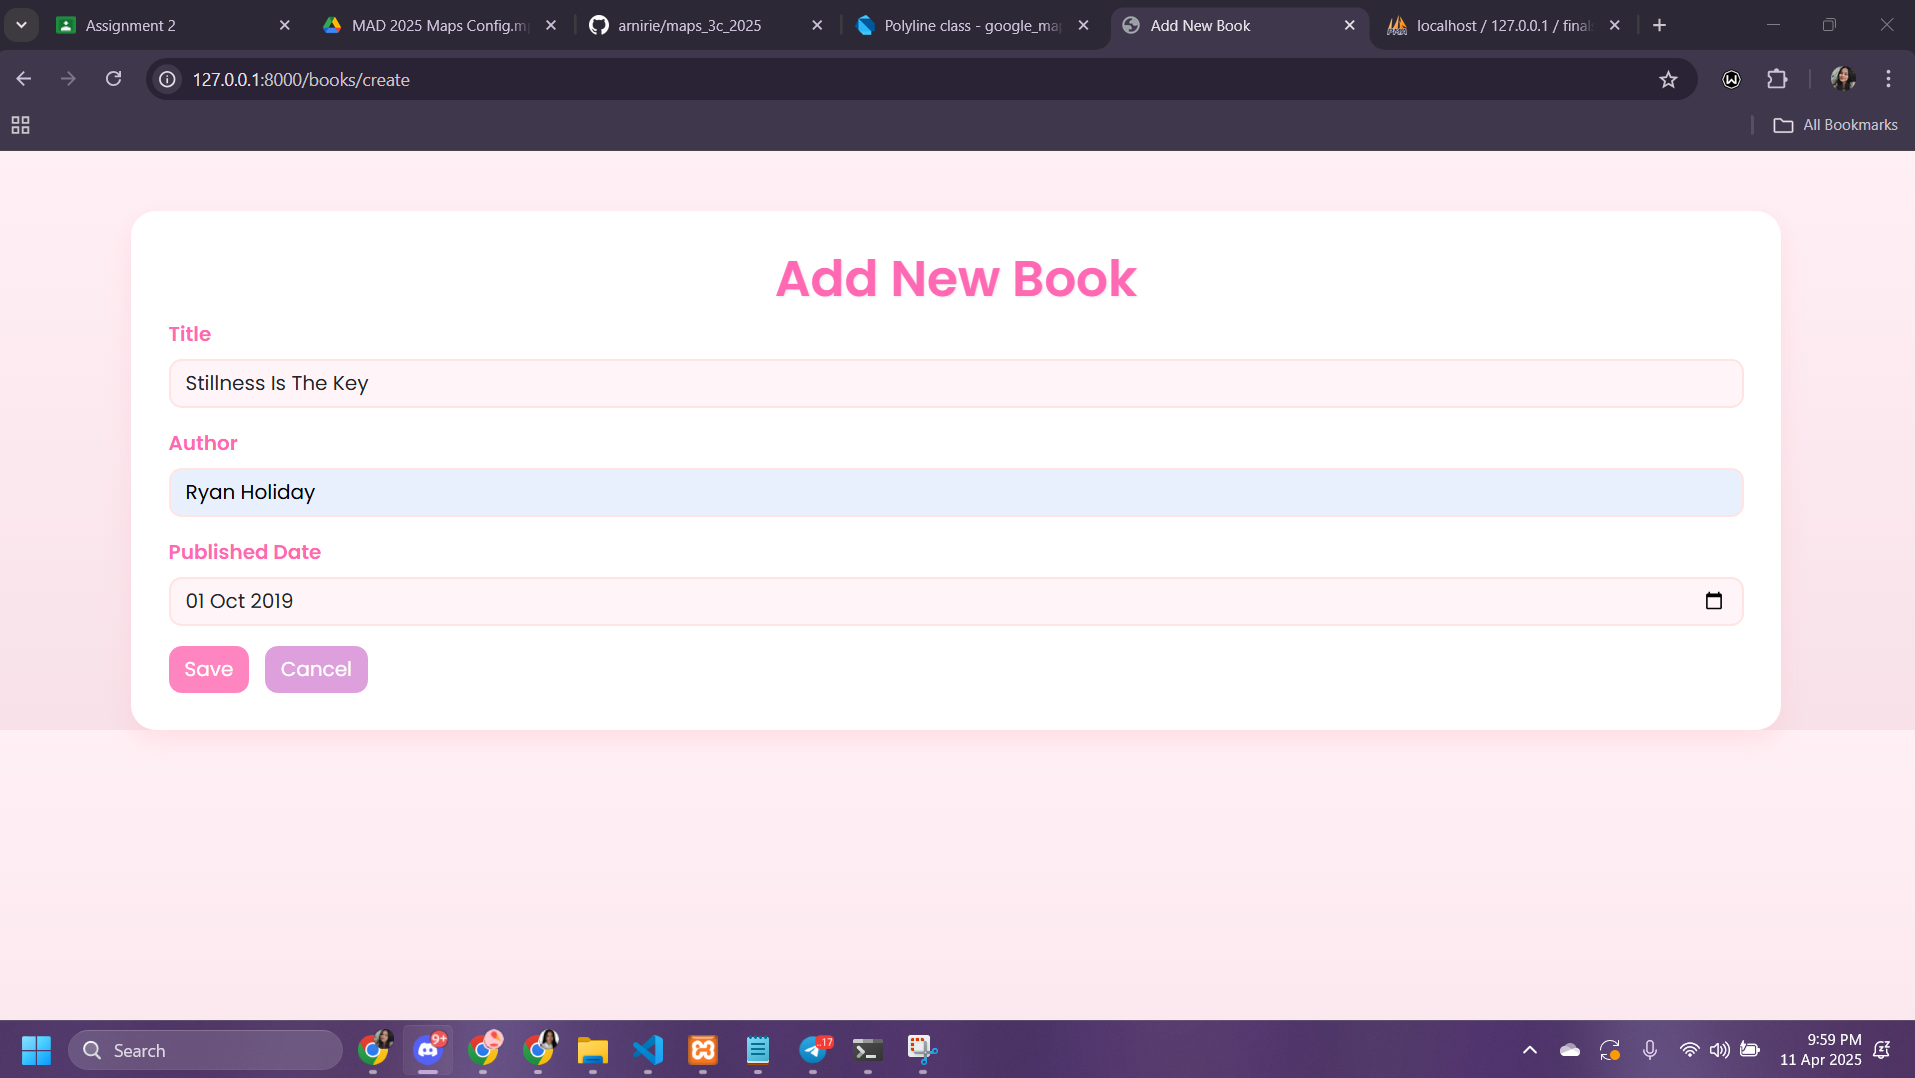 Assignment 2
MAD 2025 Maps Config.m
arnirie/maps_3c_2025
Polyline class - google_ma
Add New Book
localhost / 127.0.0.1 / final
127.0.0.1:8000/books/create
All Bookmarks
Add New Book
Title
Stillness Is The Key
Author
Ryan Holiday
Published Date
01 Oct 2019
Save
Cancel
Search
9+
..17
9:59 PM
11 Apr 2025